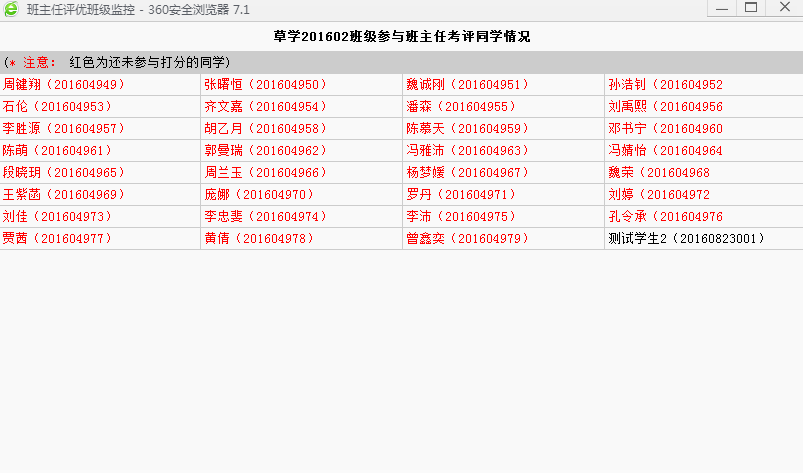 班主任评优班级监控 - 360安全浏览器 7.1
草学201602班级参与班主任考评同学情况
(* 注意： 红色为还未参与打分的同学)
周键翔（201604949） 张曙恒（201604950） 魏诚刚（201604951） 孙浩钊（201604952
石伦（201604953） 齐文嘉（201604954） 潘森（201604955） 刘禹熙（201604956
李胜源（201604957） 胡乙月（201604958） 陈慕天（201604959） 邓书宁（201604960
陈萌（201604961） 郭曼瑞（201604962） 冯雅沛（201604963） 冯婧怡（201604964
段晓玥（201604965） 周兰玉（201604966） 杨梦媛（201604967） 魏荣（201604968
王紫菡（201604969） 庞娜（201604970） 罗丹（201604971） 刘婷（201604972
刘佳（201604973） 李忠斐（201604974） 李沛（201604975） 孔令承（201604976
贾茜（201604977） 黄倩（201604978） 曾鑫奕（201604979） 测试学生2（20160823001）